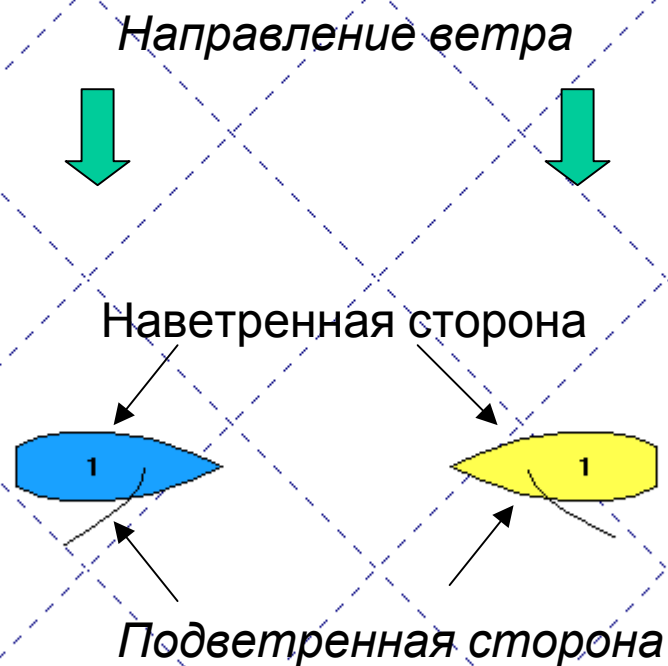 Направление ветра
Наветренная сторона
1
1
Подветренная сторона